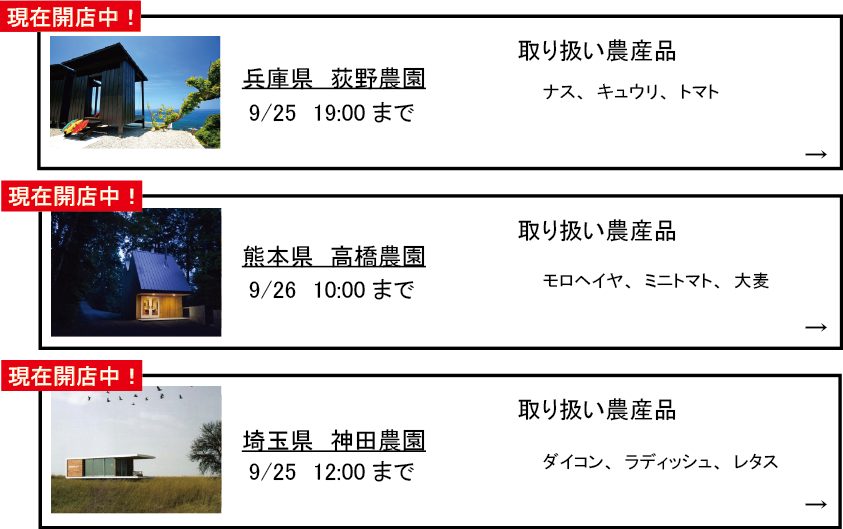 現在開店中！
取り扱い農産品
兵庫県　荻野農園
ナス、キュウリ、トマト
9/25　19:00 まで
→
現在開店中！
取り扱い農産品
熊本県　高橋農園
モロヘイヤ、ミニトマト、大麦
9/26　10:00 まで
→
現在開店中！
取り扱い農産品
埼玉県　神田農園
ダイコン、ラディッシュ、レタス
9/25　12:00 まで
→